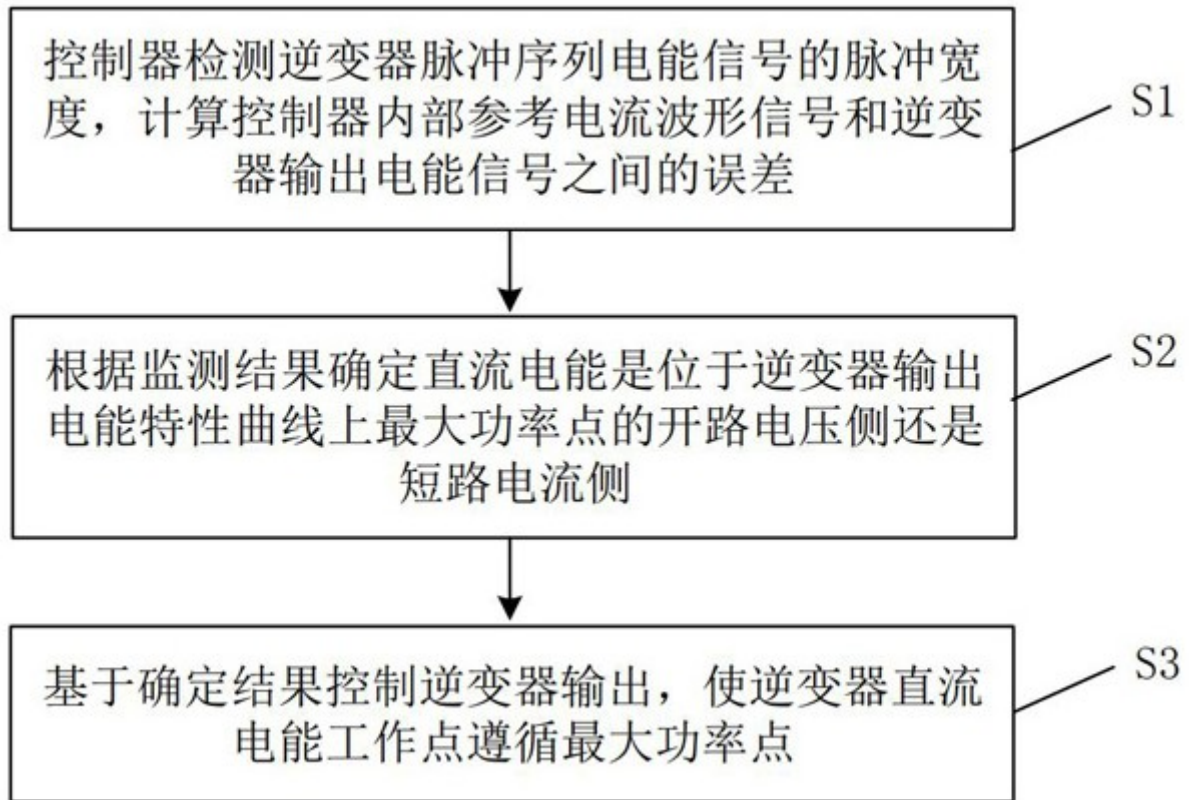 控制器检测逆变器脉冲序列电能信号的脉冲宽
度，计算控制器内部参考电流波形信号和逆变
器输出电能信号之间的误差
S1
根据监测结果确定直流电能是位于逆变器输出
电能特性曲线上最大功率点的开路电压侧还是
短路电流侧
S2
基于确定结果控制逆变器输出，使逆变器直流
电能工作点遵循最大功率点
S3